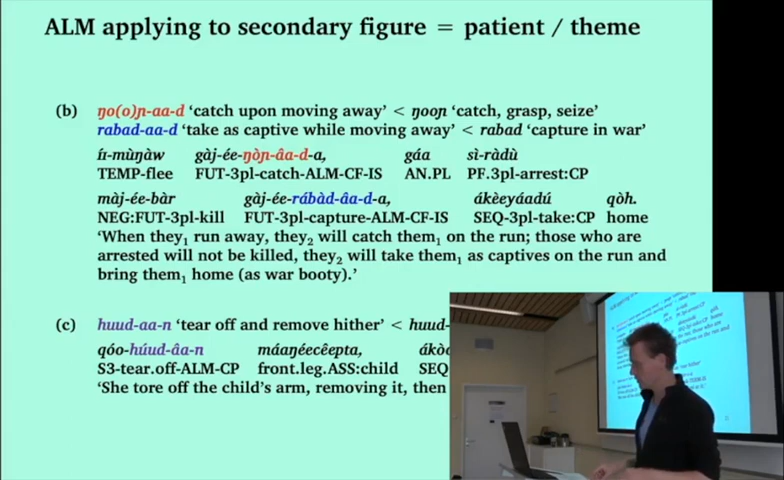 ALM applying to secondary figure = patient / theme
(b) ŋo(o)ɲ-aa-d ‘catch upon moving away’ < ŋooɲ ‘catch, grasp, seize’
rabad-aa-d ‘take as captive while moving away’ < rabad ‘capture in war’
íɪ-mùŋàw gàj-ée-ŋòɲ-âa-d-a, gáa sì-ràdù
TEMP-flee FUT-3pl-catch-ALM-CF-IS AN.PL PF.3pl-arrest:CP
màj-ée-bàr gàj-ée-rábàd-âa-d-a, ákèeyáadú qòh.
NEG:FUT-3pl-kill FUT-3pl-capture-ALM-CF-IS SEQ-3pl-take:CP home
‘When they₁ run away, they₂ will catch them₁ on the run; those who are
arrested will not be killed, they₂ will take them₁ as captives on the run and
bring them₁ home (as war booty).’
(c) huud-aa-n ‘tear off and remove hither’ < huud-
qóo-húud-âa-n máaŋéecêepta,
S3-tear.off-ALM-CP front.leg.ASS:child SEQ
‘She tore off the child’s arm, removing it, then